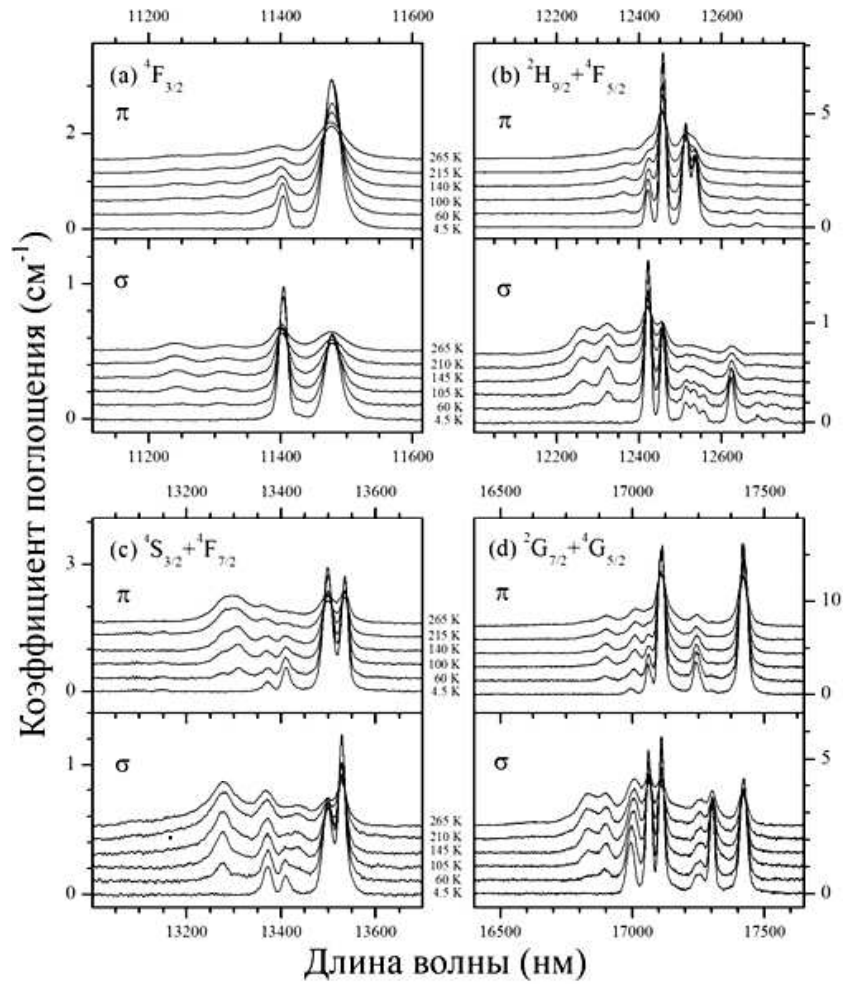 11200 11400 11600
12200 12400 12600
(a) ⁴F₃/₂
π
2
0
265 K
215 K
140 K
100 K
60 K
4.5 K
σ
1
0
265 K
210 K
145 K
105 K
60 K
4.5 K
11200 11400 11600
(b) ²H₉/₂+⁴F₅/₂
π
5
0
σ
1
0
12200 12400 12600
13200 13400 13600
16500 17000 17500
(c) ⁴S₃/₂+⁴F₇/₂
π
3
0
265 K
215 K
140 K
100 K
60 K
4.5 K
σ
1
0
265 K
210 K
145 K
105 K
60 K
4.5 K
13200 13400 13600
(d) ²G₇/₂+⁴G₅/₂
π
10
0
σ
5
0
16500 17000 17500
Коэффициент поглощения (см⁻¹)
Длина волны (нм)